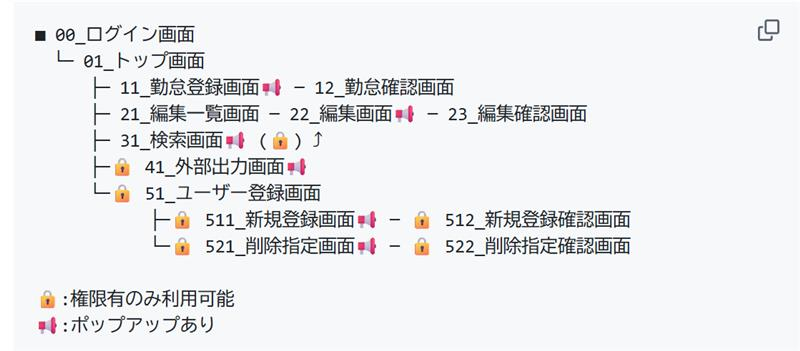 ■ 00_ログイン画面
└─ 01_トップ画面
├─ 11_勤怠登録画面📢 ─ 12_勤怠確認画面
├─ 21_編集一覧画面 ─ 22_編集画面📢 ─ 23_編集確認画面
├─ 31_検索画面📢 (🔒) ⤴
├─🔒 41_外部出力画面📢
└─🔒 51_ユーザー登録画面
├─🔒 511_新規登録画面📢 ─ 🔒 512_新規登録確認画面
└─🔒 521_削除指定画面📢 ─ 🔒 522_削除指定確認画面
🔒:権限有のみ利用可能
📢:ポップアップあり